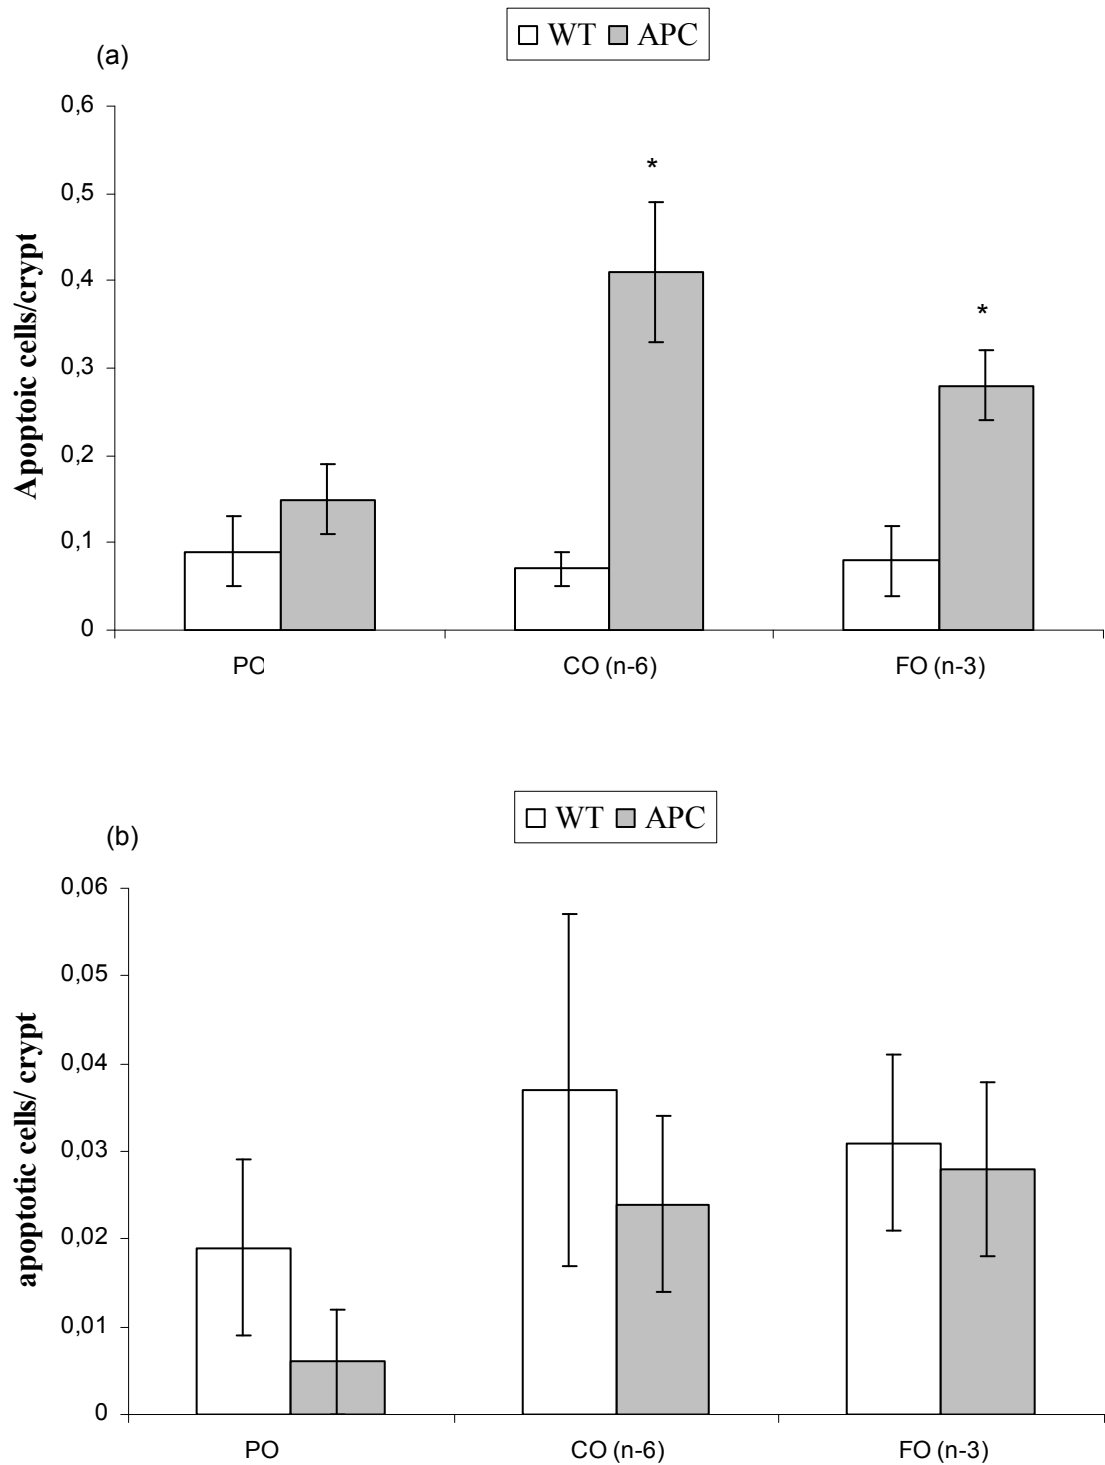 WT APC
(a)
0,6
0,5
0,4
0,3
0,2
0,1
0
Apoptoic cells/crypt
*
*
PO
CO (n-6)
FO (n-3)
WT APC
(b)
0,06
0,05
0,04
0,03
0,02
0,01
0
apoptotic cells/ crypt
PO
CO (n-6)
FO (n-3)